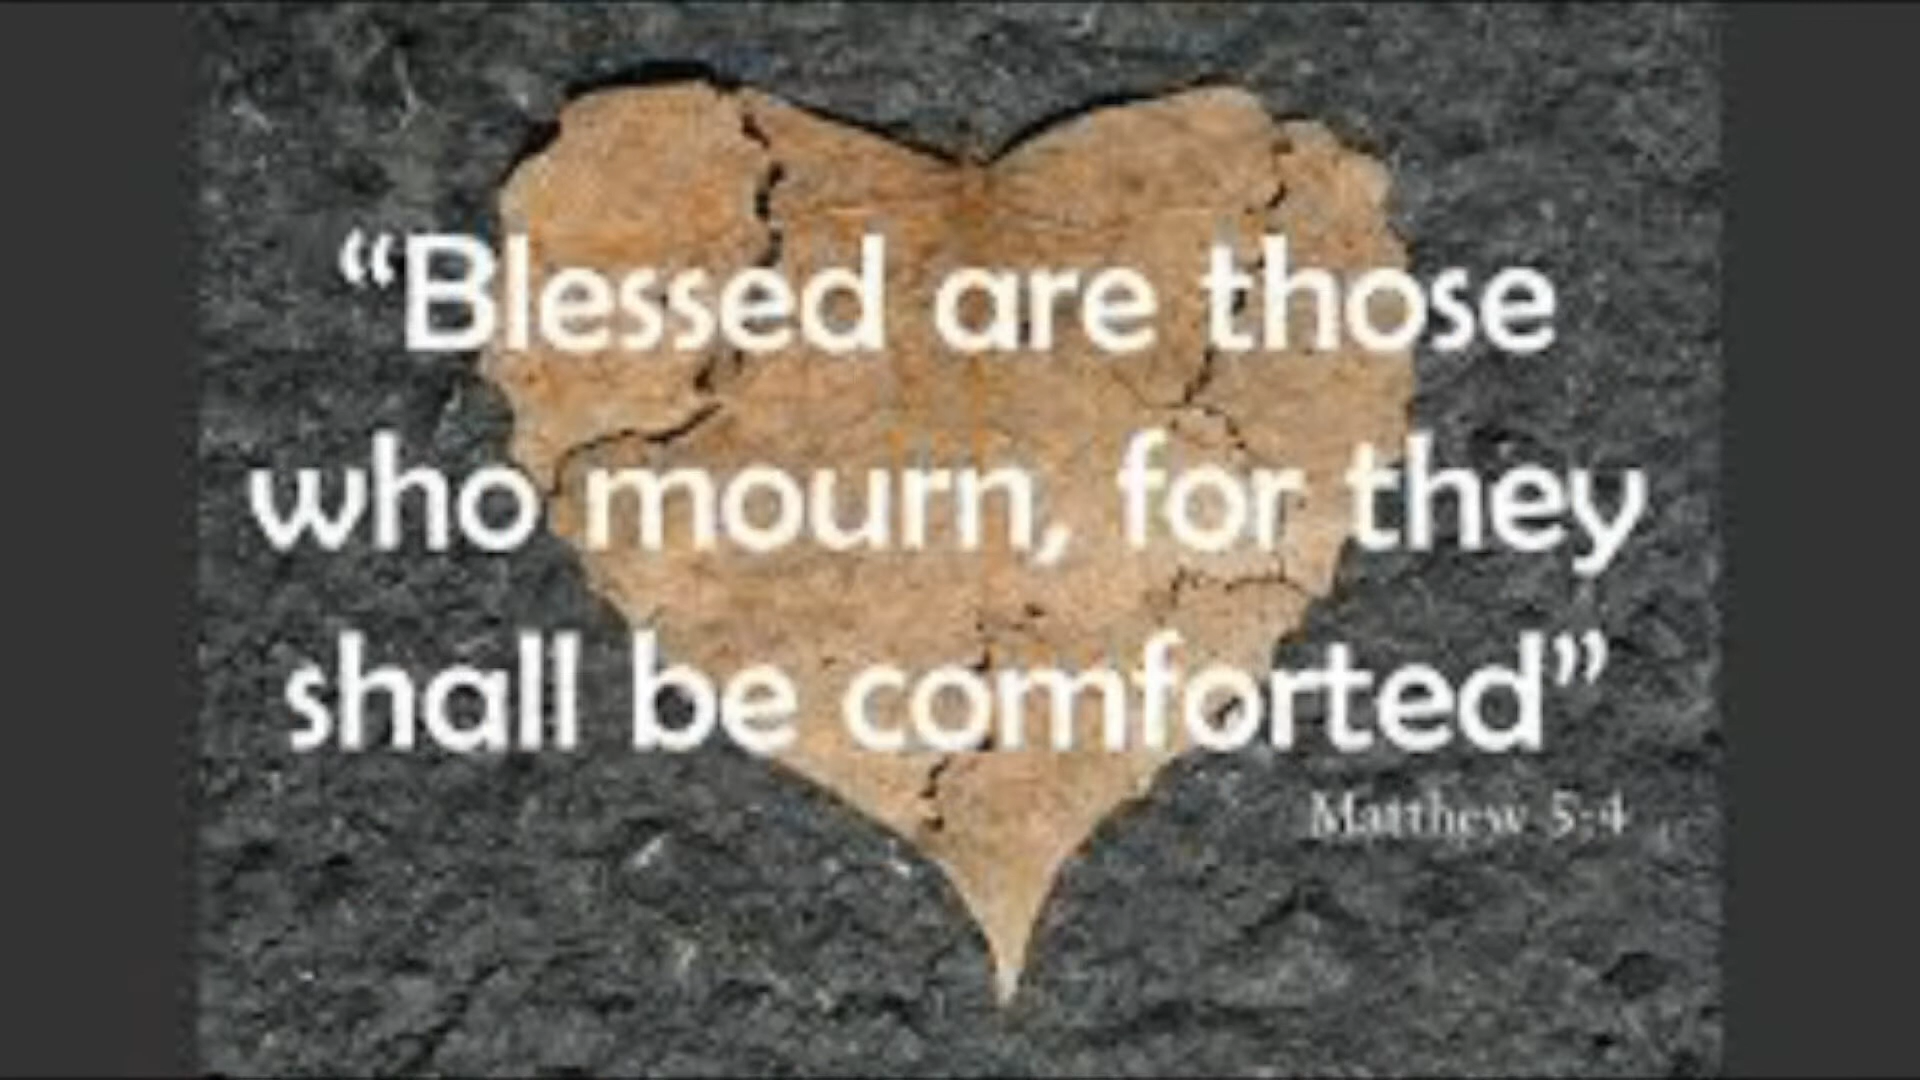 “Blessed are those
who mourn, for they
shall be comforted”
Matthew 5:4